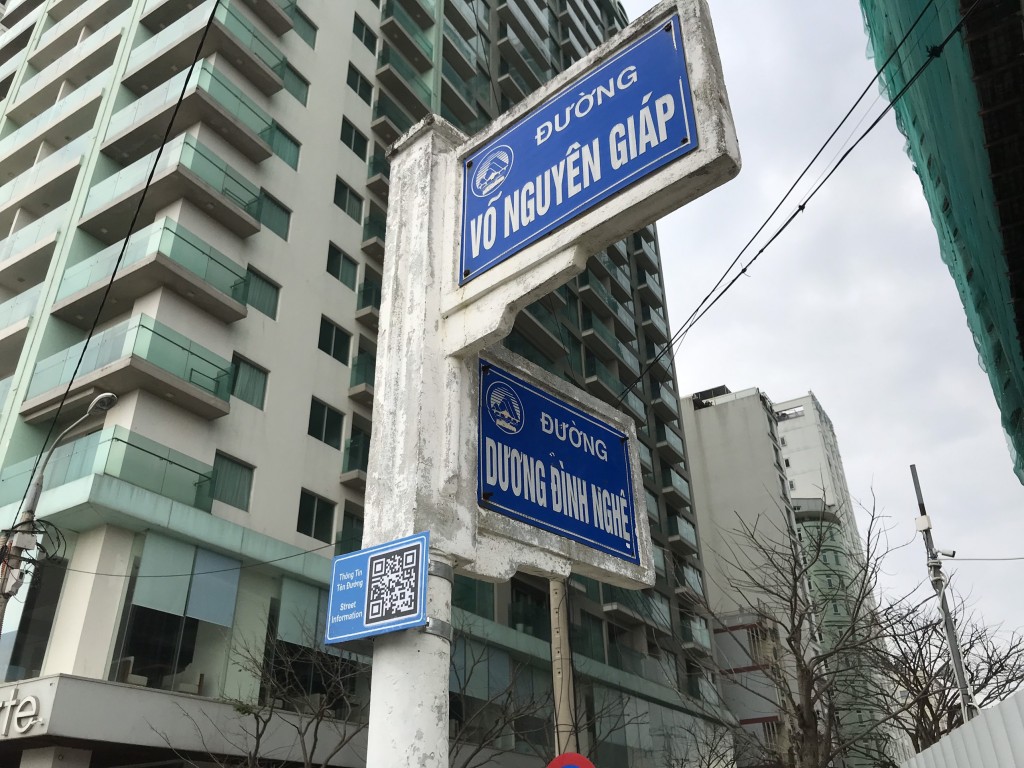 ĐƯỜNG
VÕ NGUYÊN GIÁP
ĐƯỜNG
DƯƠNG ĐÌNH NGHỆ
Thông Tin
Tên Đường
Street
Information
rte